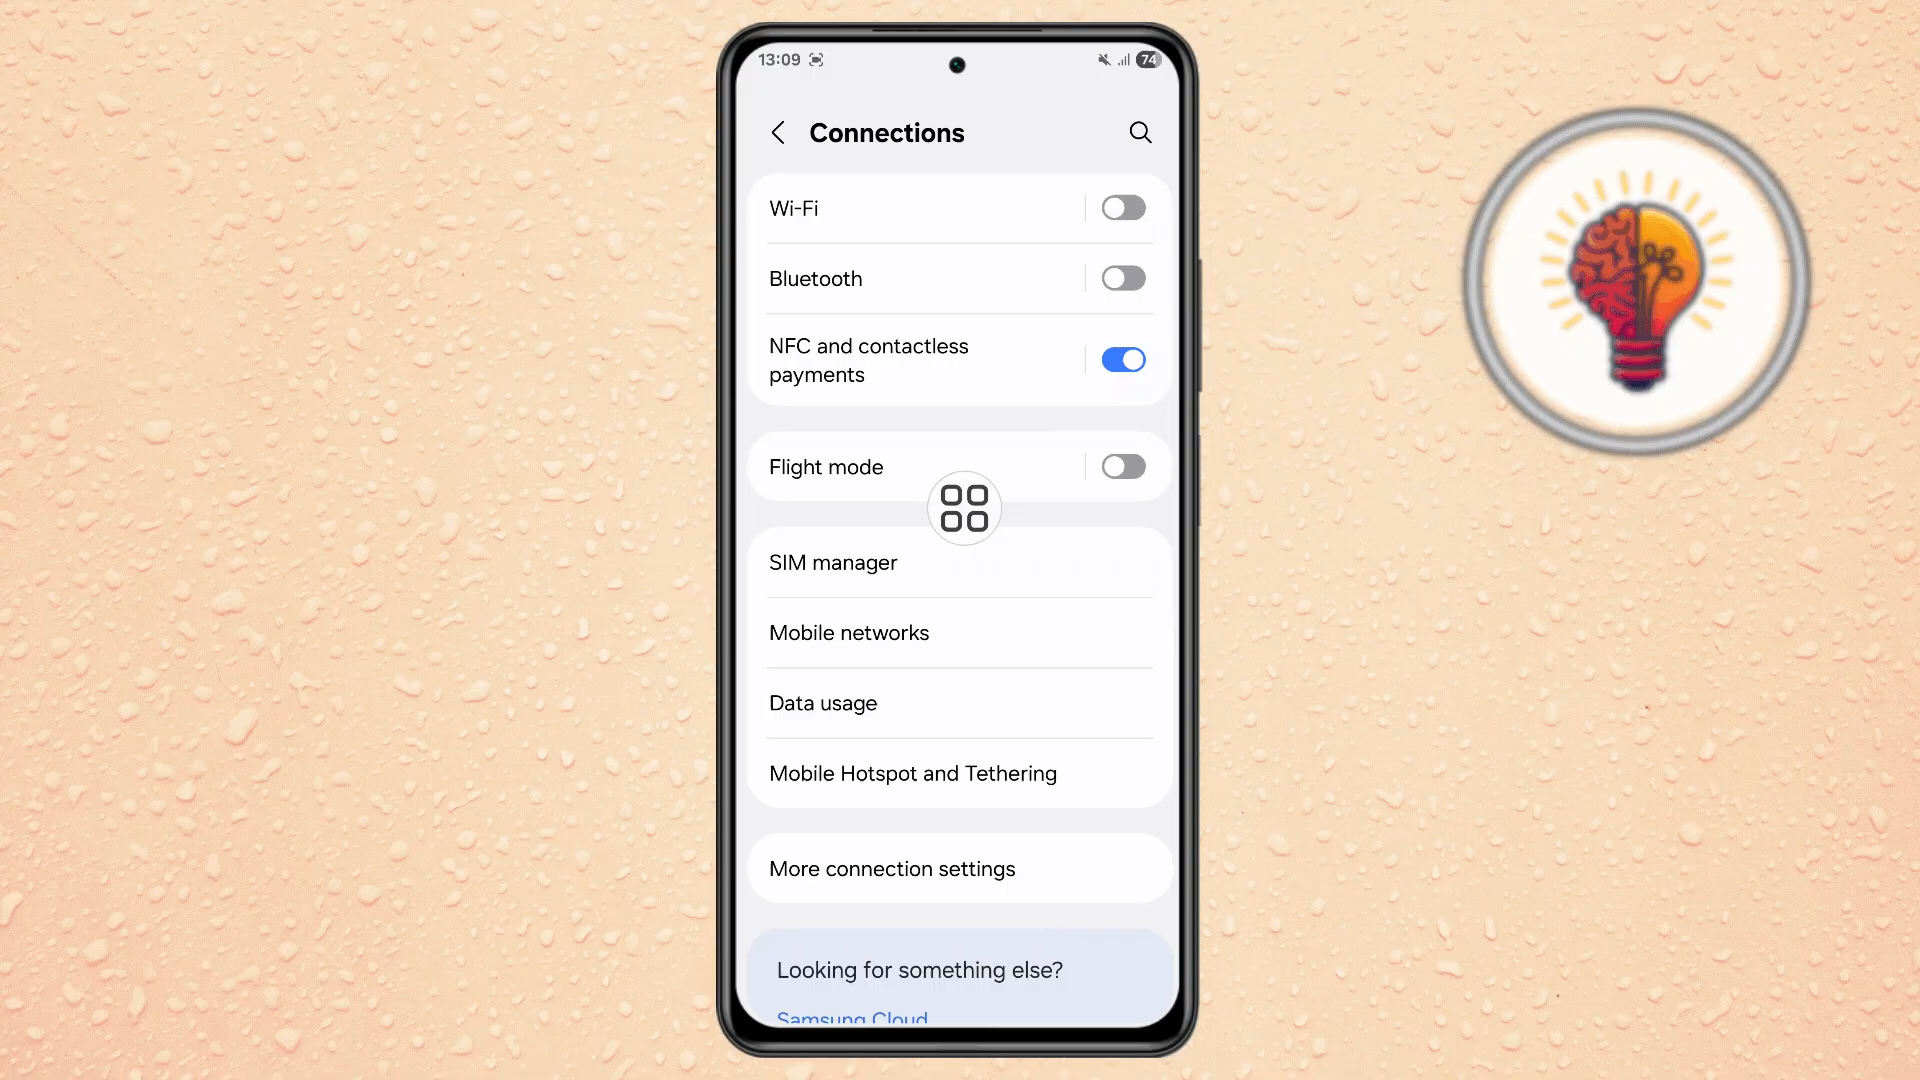 13:09
74
Connections
Wi-Fi
Bluetooth
NFC and contactless
payments
Flight mode
SIM manager
Mobile networks
Data usage
Mobile Hotspot and Tethering
More connection settings
Looking for something else?
Samsung Cloud